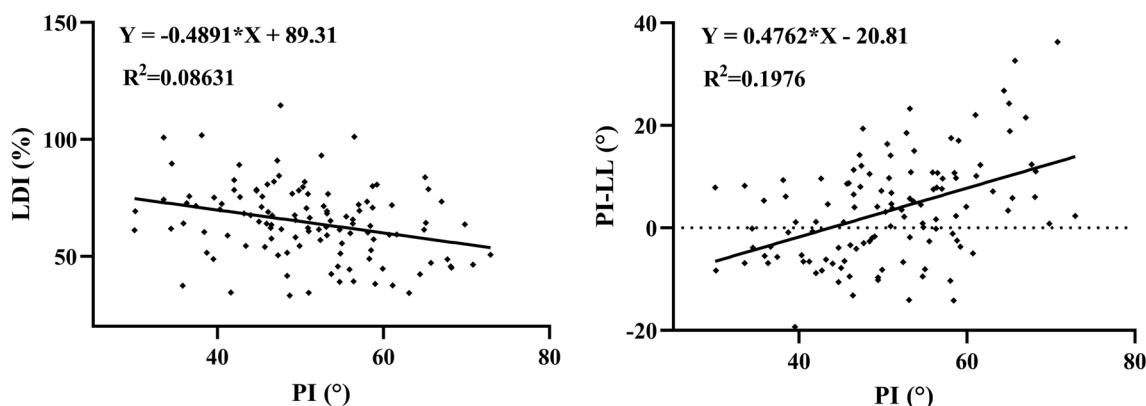 Y = -0.4891*X + 89.31
R²=0.08631
150
100
50
LDI (%)
40 60 80
PI (°)
Y = 0.4762*X - 20.81
R²=0.1976
40
20
0
-20
PI-LL (°)
40 60 80
PI (°)